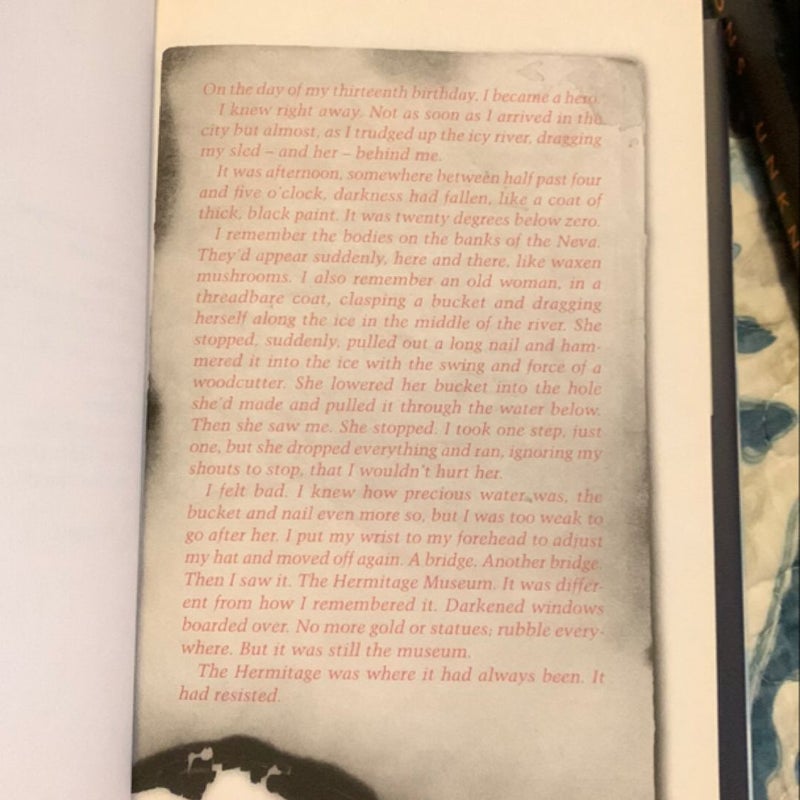 On the day of my thirteenth birthday, I became a hero.
I knew right away. Not as soon as I arrived in the
city but almost, as I trudged up the icy river, dragging
my sled – and her – behind me.
It was afternoon, somewhere between half past four
and five o'clock, darkness had fallen, like a coat of
thick, black paint. It was twenty degrees below zero.
I remember the bodies on the banks of the Neva.
They'd appear suddenly, here and there, like waxen
mushrooms. I also remember an old woman, in a
threadbare coat, clasping a bucket and dragging
herself along the ice in the middle of the river. She
stopped, suddenly, pulled out a long nail and ham-
mered it into the ice with the swing and force of a
woodcutter. She lowered her bucket into the hole
she'd made and pulled it through the water below.
Then she saw me. She stopped. I took one step, just
one, but she dropped everything and ran, ignoring my
shouts to stop, that I wouldn't hurt her.
I felt bad. I knew how precious water was, the
bucket and nail even more so, but I was too weak to
go after her. I put my wrist to my forehead to adjust
my hat and moved off again. A bridge. Another bridge.
Then I saw it. The Hermitage Museum. It was differ-
ent from how I remembered it. Darkened windows
boarded over. No more gold or statues; rubble every-
where. But it was still the museum.
The Hermitage was where it had always been. It
had resisted.